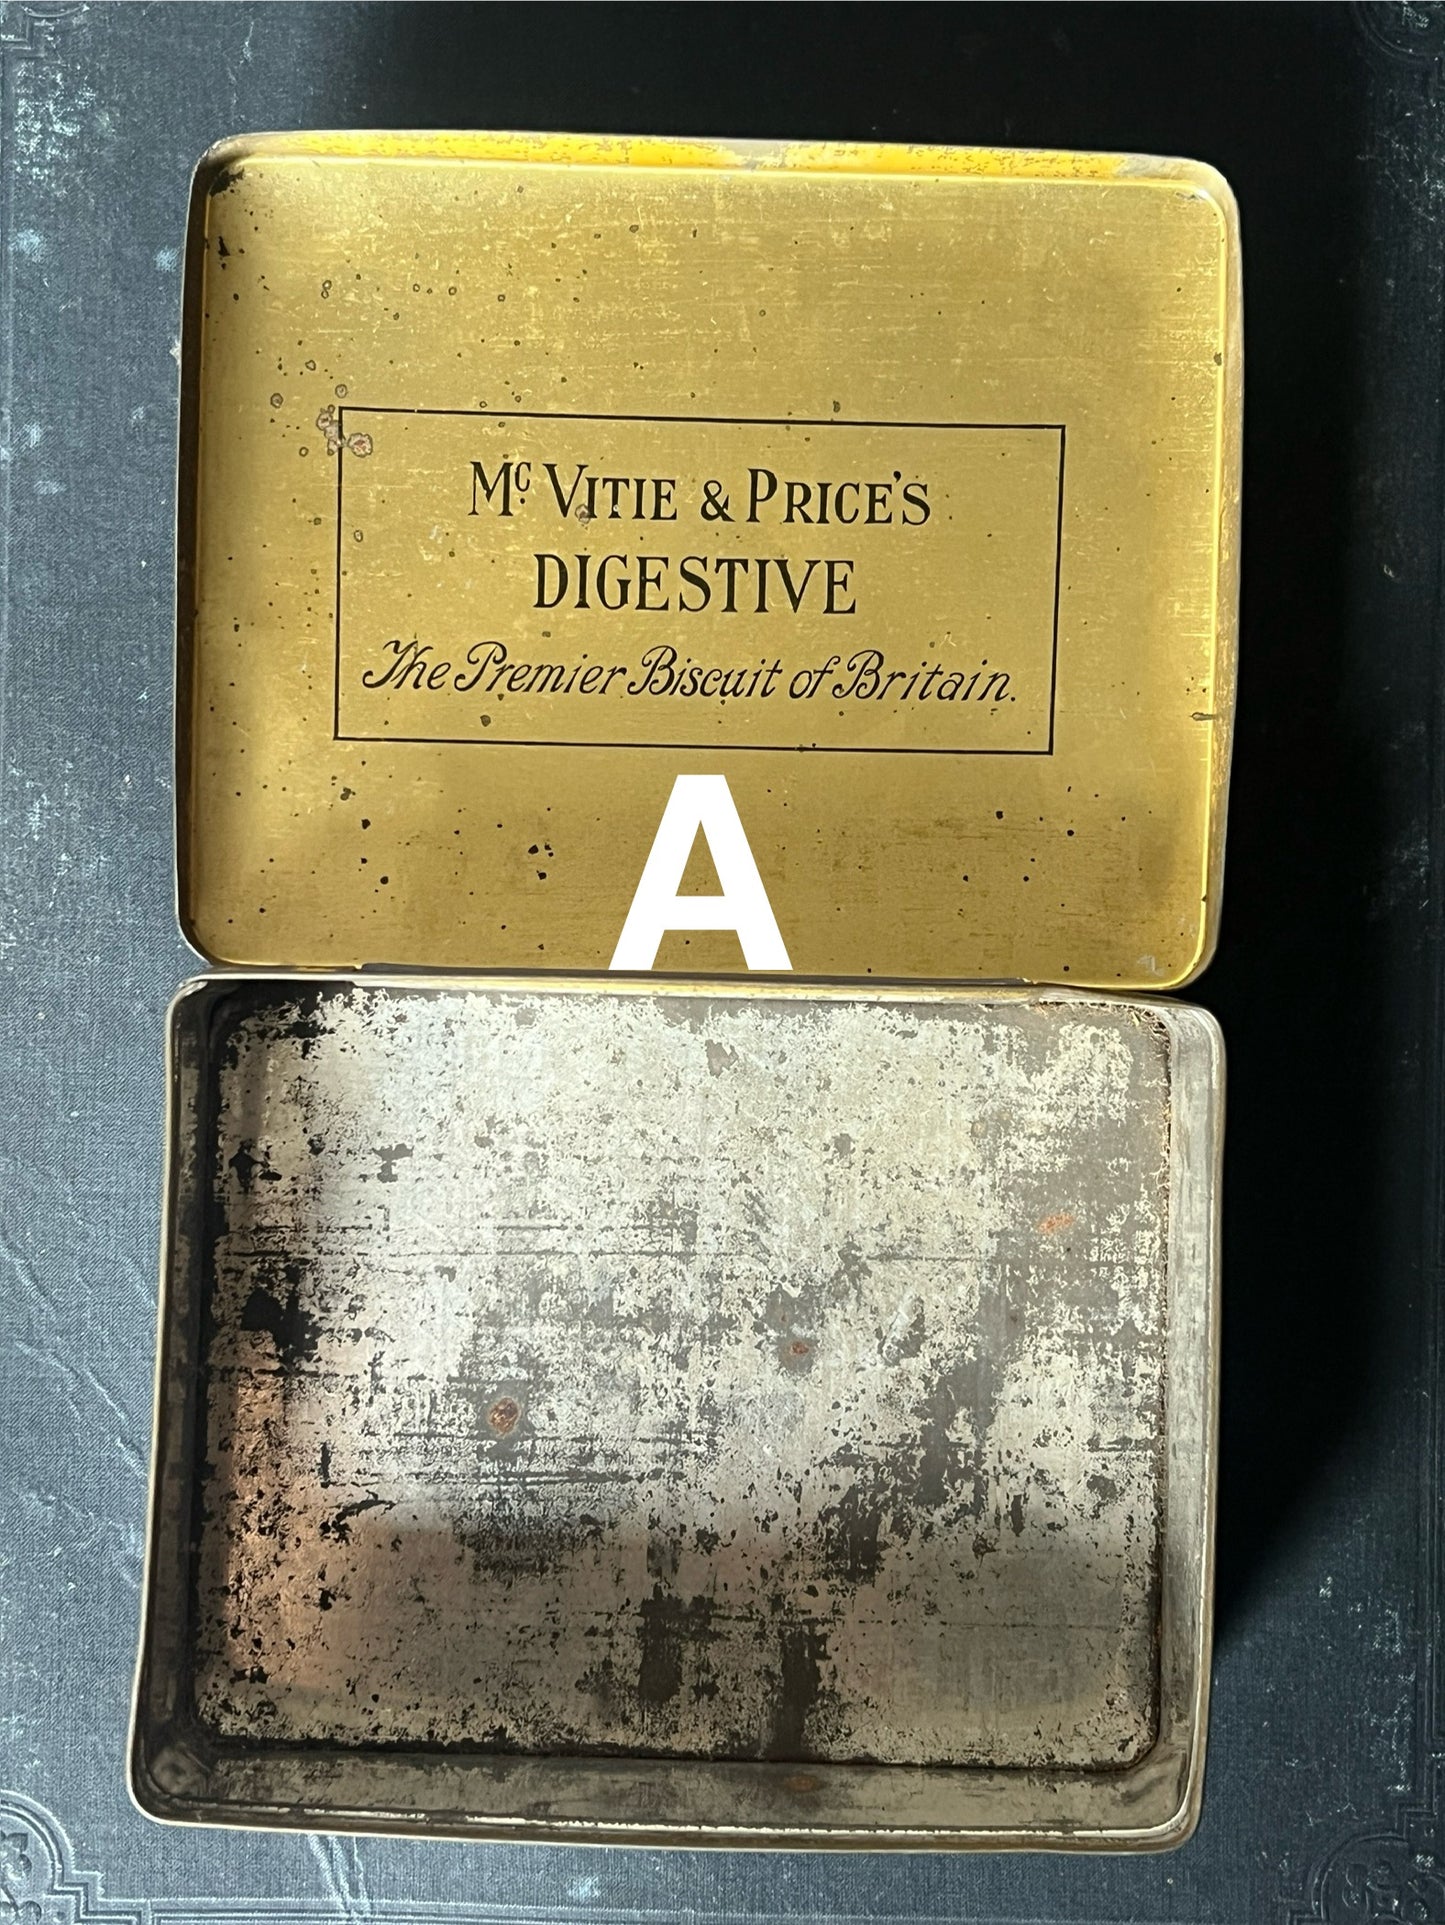 Mc Vitie & Price's
DIGESTIVE
The Premier Biscuit of Britain.
A